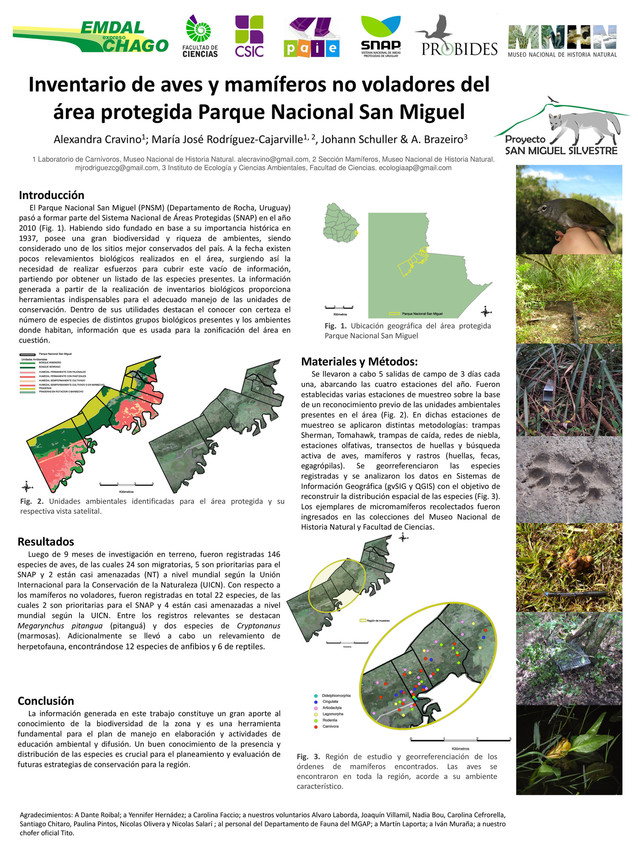 EMDAL
expreso
CHAGO
FACULTAD DE
CIENCIAS
CSIC
paie
SNAP
SISTEMA NACIONAL DE ÁREAS
PROTEGIDAS DE URUGUAY
PROBIDES
MNHN
MUSEO NACIONAL DE HISTORIA NATURAL
Inventario de aves y mamíferos no voladores del
área protegida Parque Nacional San Miguel
Alexandra Cravino1; María José Rodríguez-Cajarville1, 2, Johann Schuller & A. Brazeiro3
1 Laboratorio de Carnívoros, Museo Nacional de Historia Natural. alecravino@gmail.com, 2 Sección Mamíferos, Museo Nacional de Historia Natural.
mjrodriguezcg@gmail.com, 3 Instituto de Ecología y Ciencias Ambientales, Facultad de Ciencias. ecologiaap@gmail.com
Proyecto
SAN MIGUEL SILVESTRE
Introducción
El Parque Nacional San Miguel (PNSM) (Departamento de Rocha, Uruguay)
pasó a formar parte del Sistema Nacional de Áreas Protegidas (SNAP) en el año
2010 (Fig. 1). Habiendo sido fundado en base a su importancia histórica en
1937, posee una gran biodiversidad y riqueza de ambientes, siendo
considerado uno de los sitios mejor conservados del país. A la fecha existen
pocos relevamientos biológicos realizados en el área, surgiendo así la
necesidad de realizar esfuerzos para cubrir este vacío de información,
partiendo por obtener un listado de las especies presentes. La información
generada a partir de la realización de inventarios biológicos proporciona
herramientas indispensables para el adecuado manejo de las unidades de
conservación. Dentro de sus utilidades destacan el conocer con certeza el
número de especies de distintos grupos biológicos presentes y los ambientes
donde habitan, información que es usada para la zonificación del área en
cuestión.
Parque Nacional San Miguel
Kilómetros
Fig. 1. Ubicación geográfica del área protegida
Parque Nacional San Miguel
Parque Nacional San Miguel
Kilómetros
Fig. 2. Unidades ambientales identificadas para el área protegida y su
respectiva vista satelital.
Materiales y Métodos:
Se llevaron a cabo 5 salidas de campo de 3 días cada
una, abarcando las cuatro estaciones del año. Fueron
establecidas varias estaciones de muestreo sobre la base
de un reconocimiento previo de las unidades ambientales
presentes en el área (Fig. 2). En dichas estaciones de
muestreo se aplicaron distintas metodologías: trampas
Sherman, Tomahawk, trampas de caída, redes de niebla,
estaciones olfativas, transectos de huellas y búsqueda
activa de aves, mamíferos y rastros (huellas, fecas,
egagrópilas). Se georreferenciaron las especies
registradas y se analizaron los datos en Sistemas de
Información Geográfica (gvSIG y QGIS) con el objetivo de
reconstruir la distribución espacial de las especies (Fig. 3).
Los ejemplares de micromamíferos recolectados fueron
ingresados en las colecciones del Museo Nacional de
Historia Natural y Facultad de Ciencias.
Resultados
Luego de 9 meses de investigación en terreno, fueron registradas 146
especies de aves, de las cuales 24 son migratorias, 5 son prioritarias para el
SNAP y 2 están casi amenazadas (NT) a nivel mundial según la Unión
Internacional para la Conservación de la Naturaleza (UICN). Con respecto a
los mamíferos no voladores, fueron registradas en total 22 especies, de las
cuales 2 son prioritarias para el SNAP y 4 están casi amenazadas a nivel
mundial según la UICN. Entre los registros relevantes se destacan
Megarynchus pitangua (pitanguá) y dos especies de Cryptonanus
(marmosas). Adicionalmente se llevó a cabo un relevamiento de
herpetofauna, encontrándose 12 especies de anfibios y 6 de reptiles.
Región de muestreo
Didelphimorphia
Cingulata
Artiodactyla
Lagomorpha
Rodentia
Carnivora
Kilómetros
Fig. 3. Región de estudio y georreferenciación de los
órdenes de mamíferos encontrados. Las aves se
encontraron en toda la región, acorde a su ambiente
característico.
Conclusión
La información generada en este trabajo constituye un gran aporte al
conocimiento de la biodiversidad de la zona y es una herramienta
fundamental para el plan de manejo en elaboración y actividades de
educación ambiental y difusión. Un buen conocimiento de la presencia y
distribución de las especies es crucial para el planeamiento y evaluación de
futuras estrategias de conservación para la región.
Agradecimientos: A Dante Roibal; a Yennifer Hernádez; a Carolina Faccio; a nuestros voluntarios Alvaro Laborda, Joaquín Villamil, Nadia Bou, Carolina Cefrorella,
Santiago Chitaro, Paulina Pintos, Nicolas Olivera y Nicolas Salari ; al personal del Departamento de Fauna del MGAP; a Martín Laporta; a Iván Muraña; a nuestro
chofer oficial Tito.